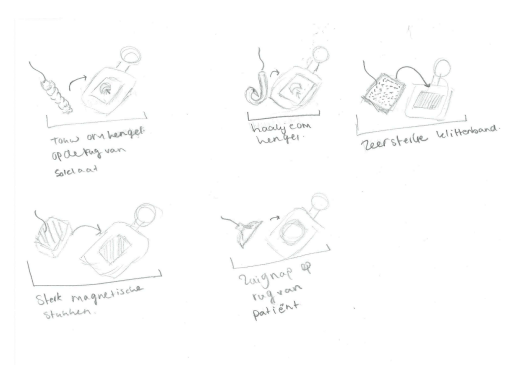 Touw om hengel
op de rug van
Soldaat
haakje om
hengel.
Zeer sterke klittenband.
Sterk magnetische
stukken.
Zuignap op
rug van
patiënt